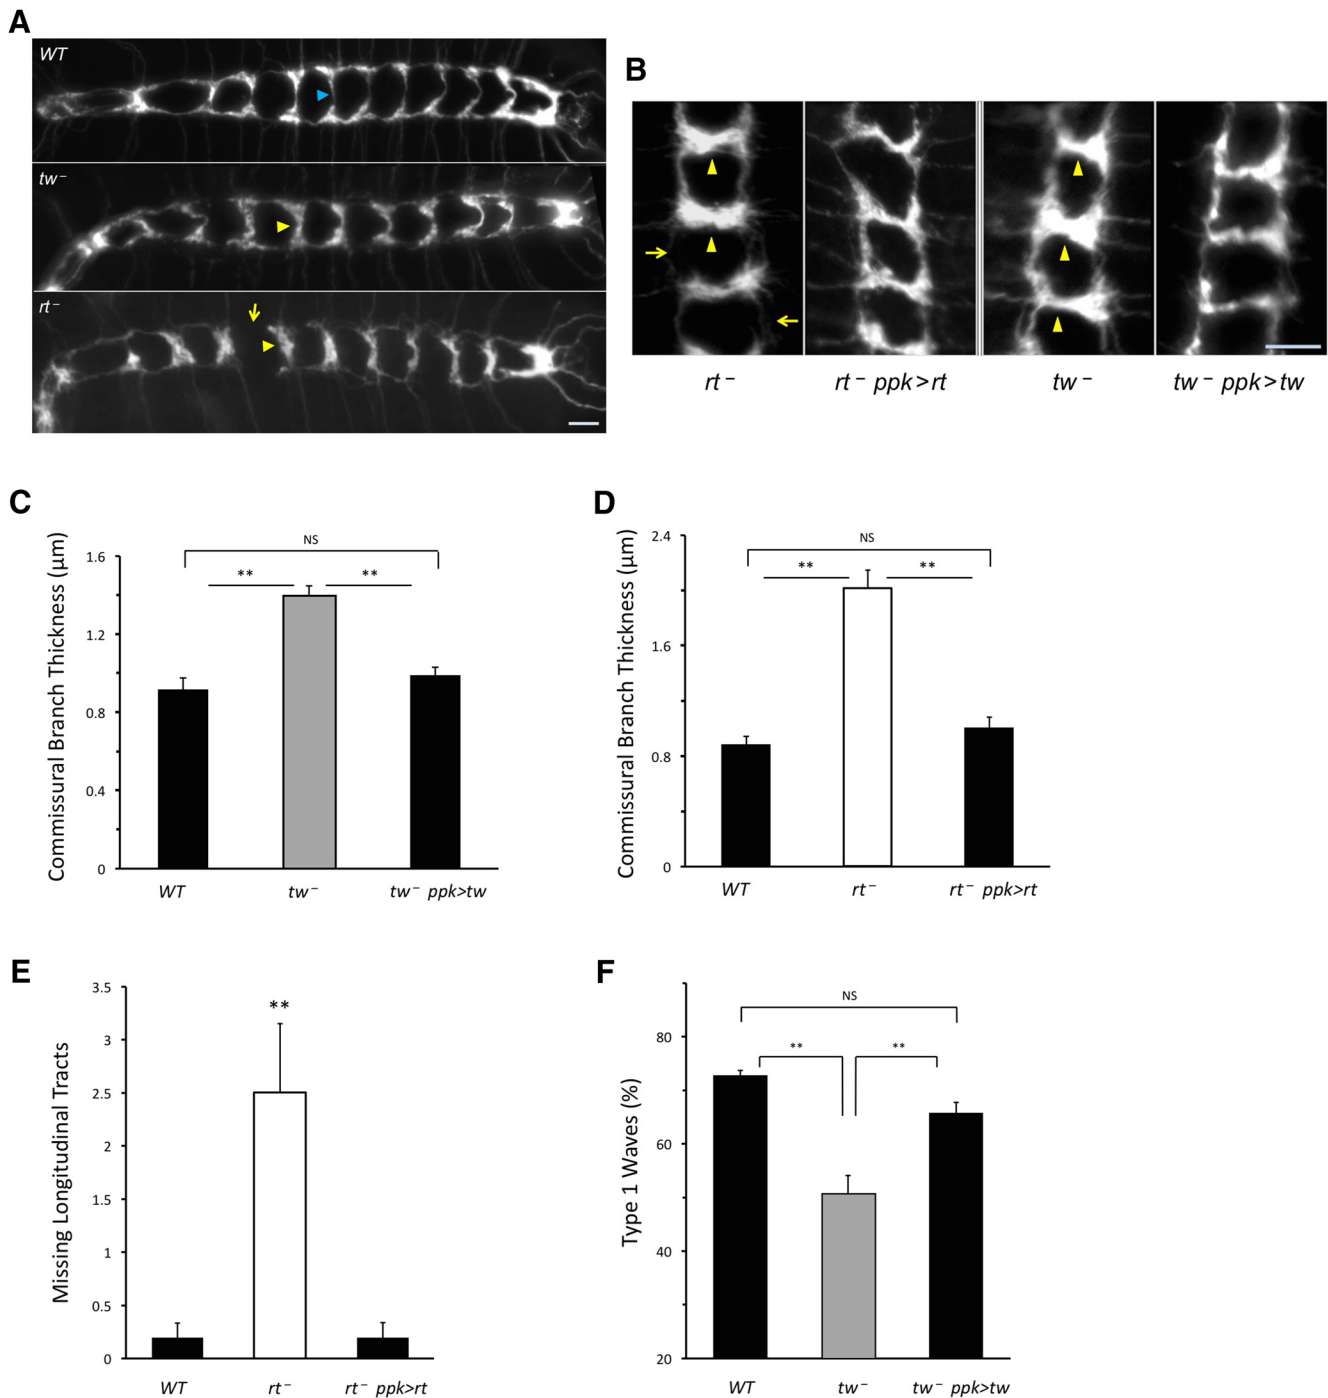 A
WT
tw⁻
rt⁻
B
rt⁻
rt⁻ ppk>rt
tw⁻
tw⁻ ppk>tw
C
Commissural Branch Thickness (μm)
1.6
1.2
0.8
0.4
0
NS
**
**
WT
tw⁻
tw⁻ ppk>tw
D
Commissural Branch Thickness (μm)
2.4
1.6
0.8
0
NS
**
**
WT
rt⁻
rt⁻ ppk>rt
E
Missing Longitudinal Tracts
3.5
3
2.5
2
1.5
1
0.5
0
**
WT
rt⁻
rt⁻ ppk>rt
F
Type 1 Waves (%)
80
60
40
20
NS
**
**
WT
tw⁻
tw⁻ ppk>tw